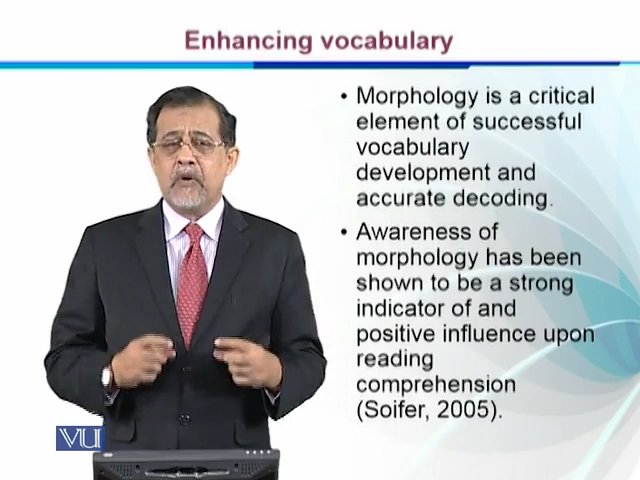 Enhancing vocabulary
• Morphology is a critical
element of successful
vocabulary
development and
accurate decoding.
• Awareness of
morphology has been
shown to be a strong
indicator of and
positive influence upon
reading
comprehension
(Soifer, 2005).
VU